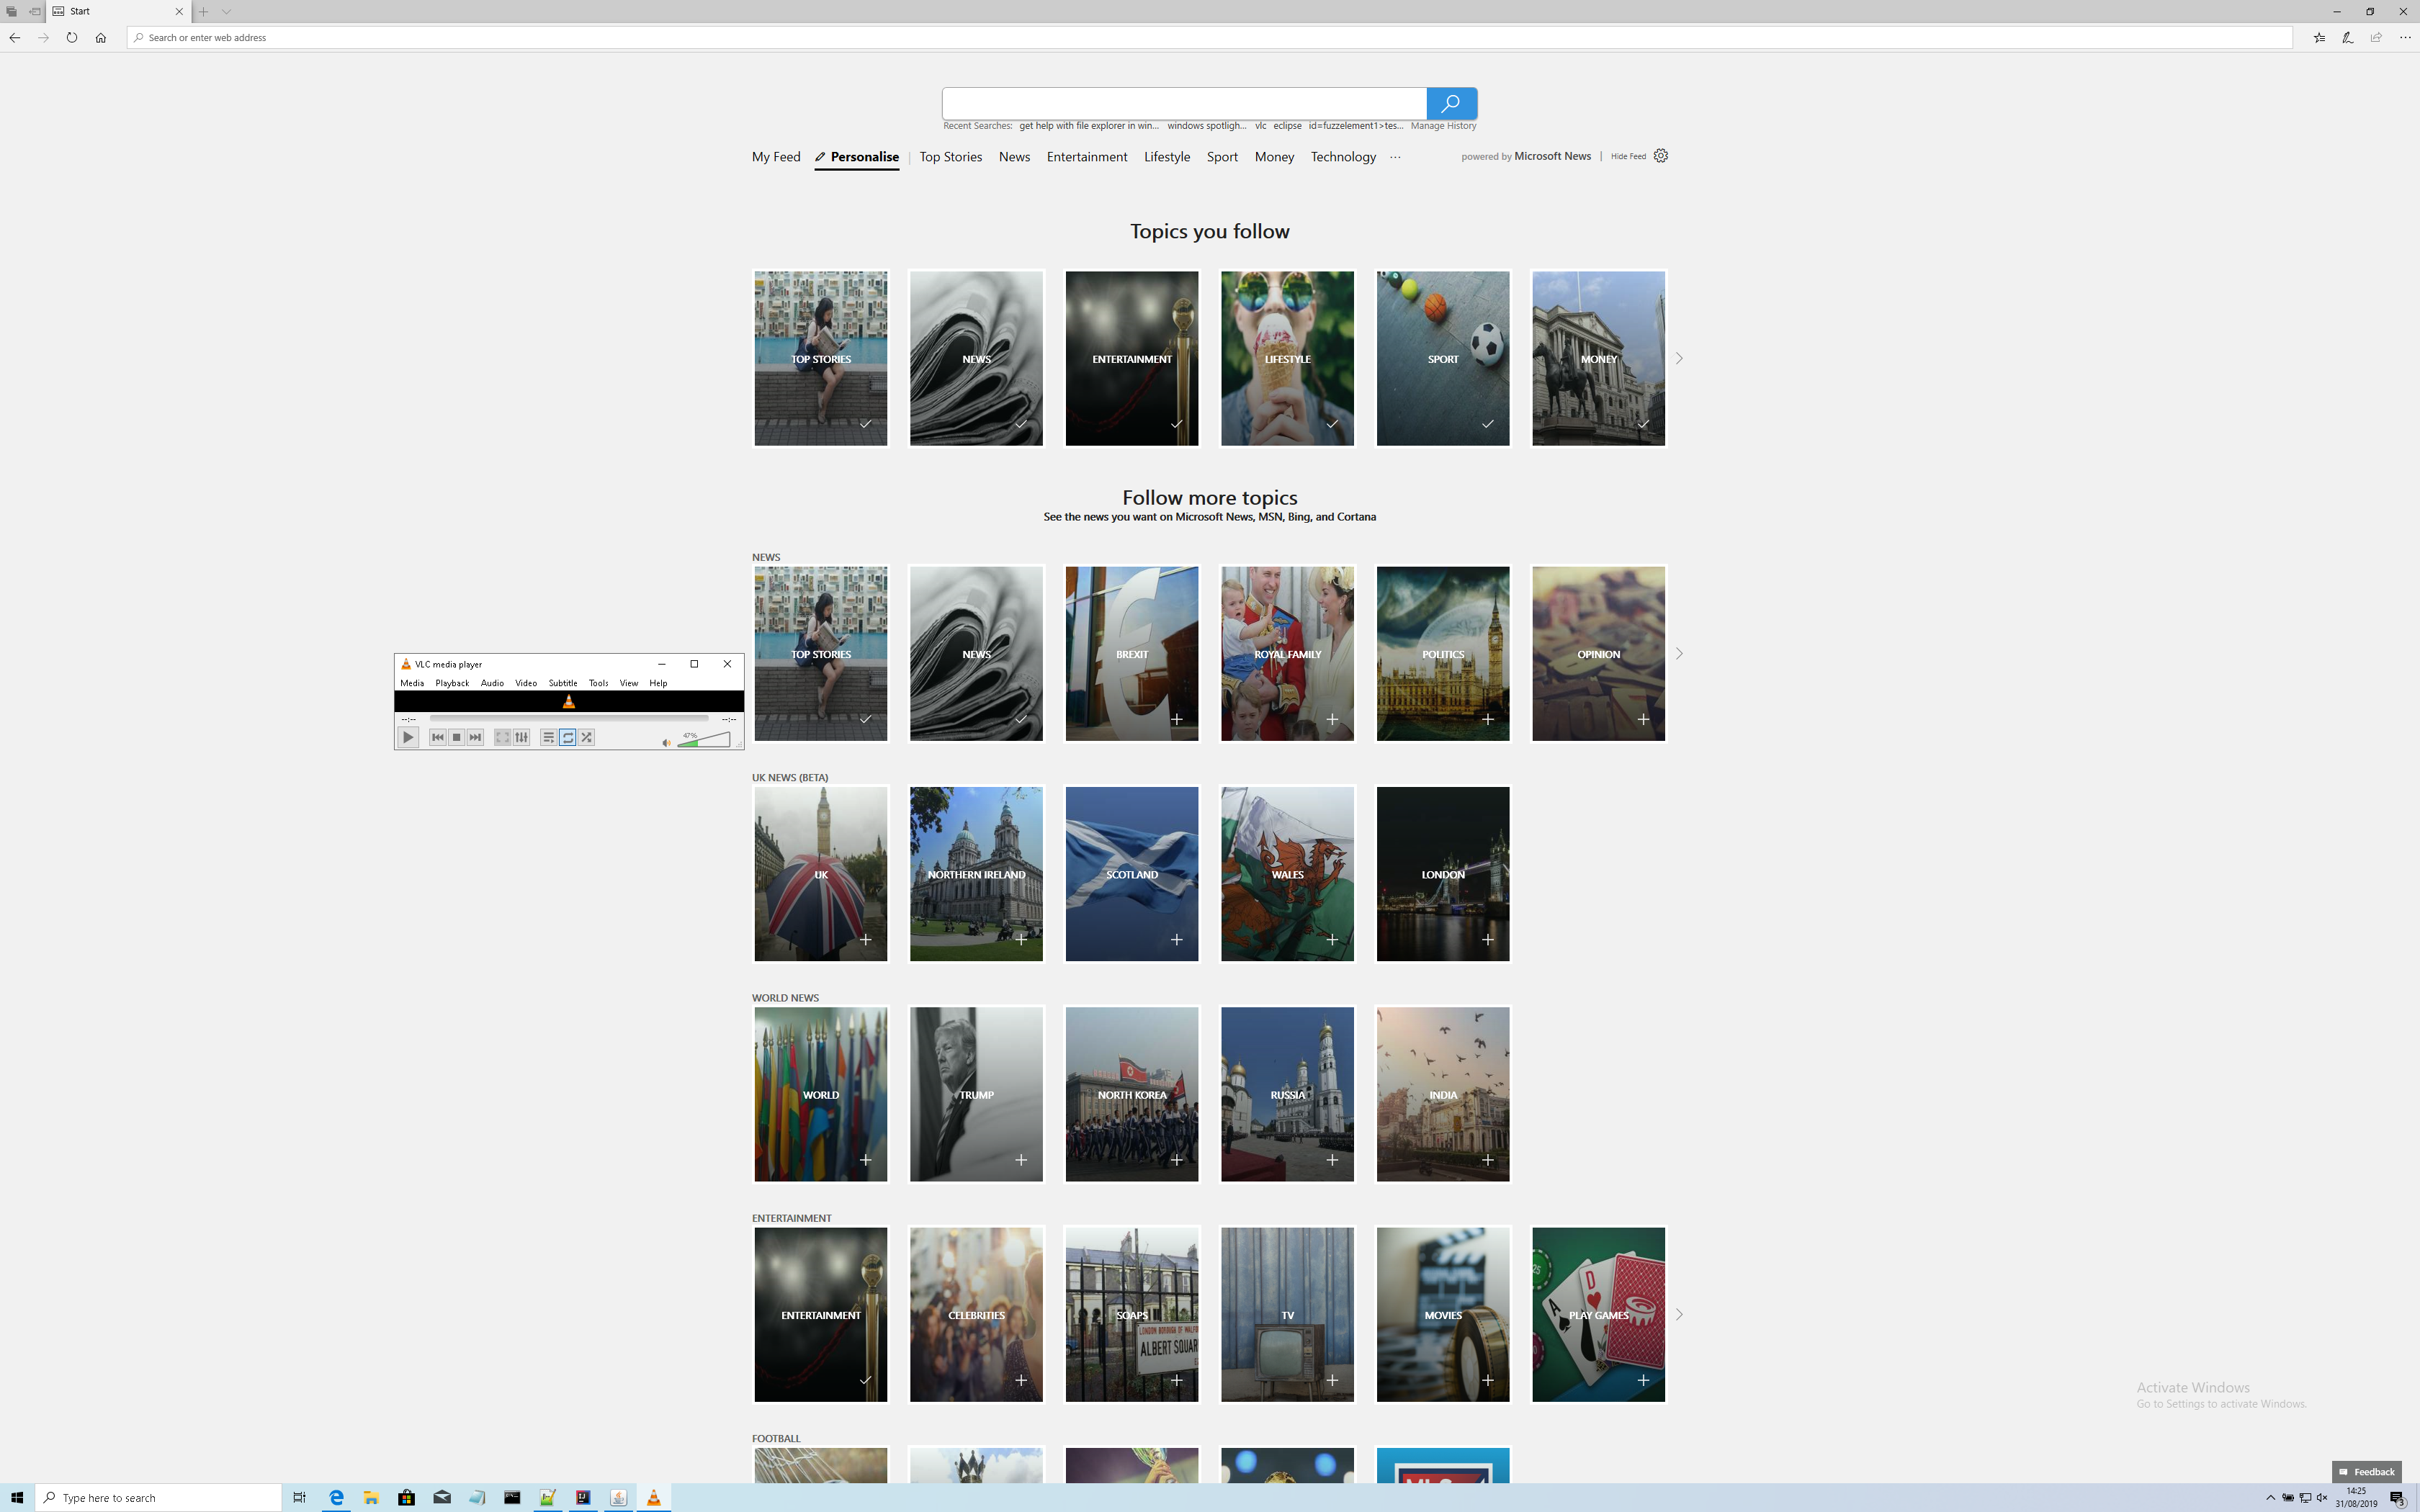 Start
Search or enter web address
Recent Searches: get help with file explorer in win... windows spotligh... vlc eclipse id=fuzzelement1>tes... Manage History
My Feed Personalise Top Stories News Entertainment Lifestyle Sport Money Technology ... powered by Microsoft News | Hide Feed
Topics you follow
TOP STORIES NEWS ENTERTAINMENT LIFESTYLE SPORT MONEY
Follow more topics
See the news you want on Microsoft News, MSN, Bing, and Cortana
NEWS
TOP STORIES NEWS BREXIT ROYAL FAMILY POLITICS OPINION
VLC media player
Media Playback Audio Video Subtitle Tools View Help
--:-- --:--
47%
UK NEWS (BETA)
UK NORTHERN IRELAND SCOTLAND WALES LONDON
WORLD NEWS
WORLD TRUMP NORTH KOREA RUSSIA INDIA
ENTERTAINMENT
ENTERTAINMENT CELEBRITIES SOAPS TV MOVIES PLAY GAMES
ALBERT SQUAR
Activate Windows
Go to Settings to activate Windows.
FOOTBALL
Feedback
Type here to search
14:25
31/08/2019
3